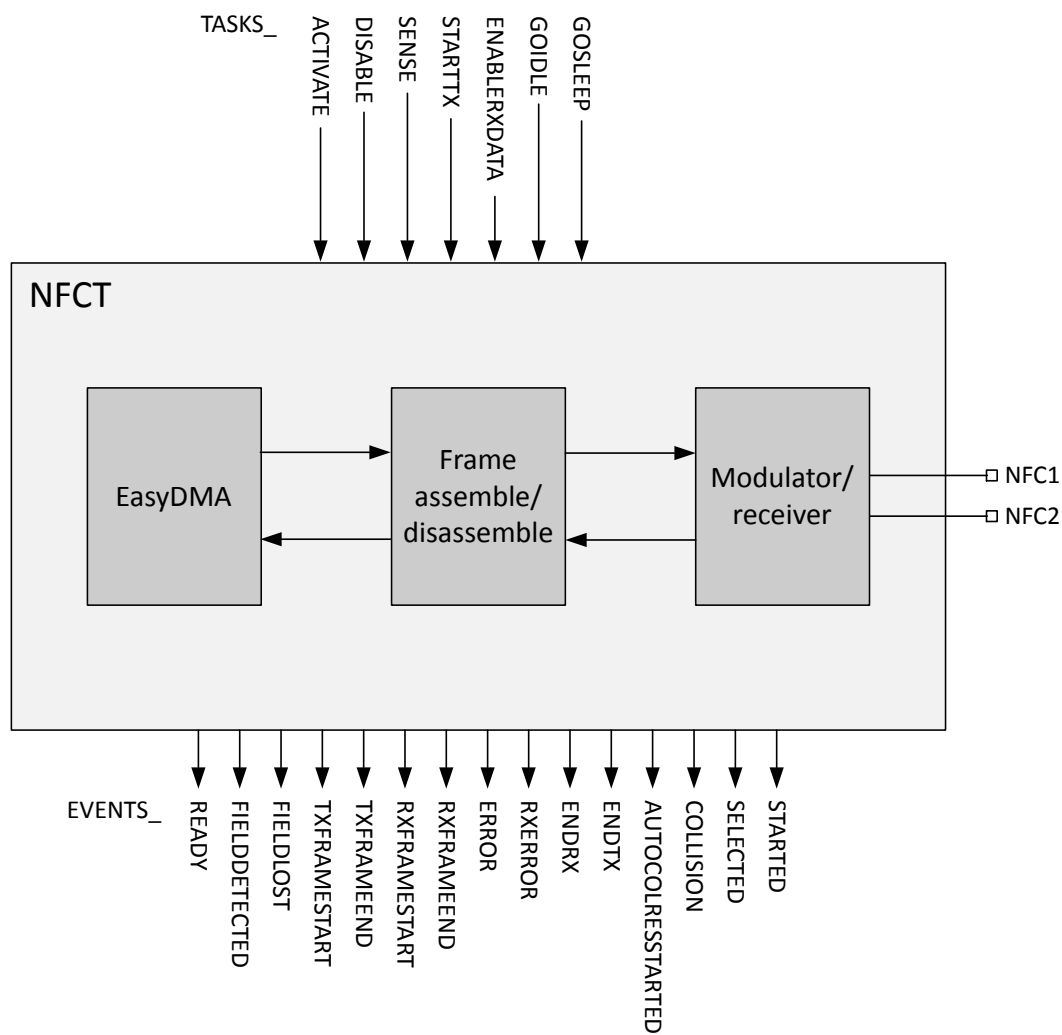 TASKS_
ACTIVATE
DISABLE
SENSE
STARTTX
ENABLERXDATA
GOIDLE
GOSLEEP
NFCT
EasyDMA
Frame
assemble/
disassemble
Modulator/
receiver
NFC1
NFC2
EVENTS_
READY
FIELDDETECTED
FIELDLOST
TXFRAMESTART
TXFRAMEEND
RXFRAMESTART
RXFRAMEEND
ERROR
RXERROR
ENDRX
ENDTX
AUTOCOLRESSTARTED
COLLISION
SELECTED
STARTED